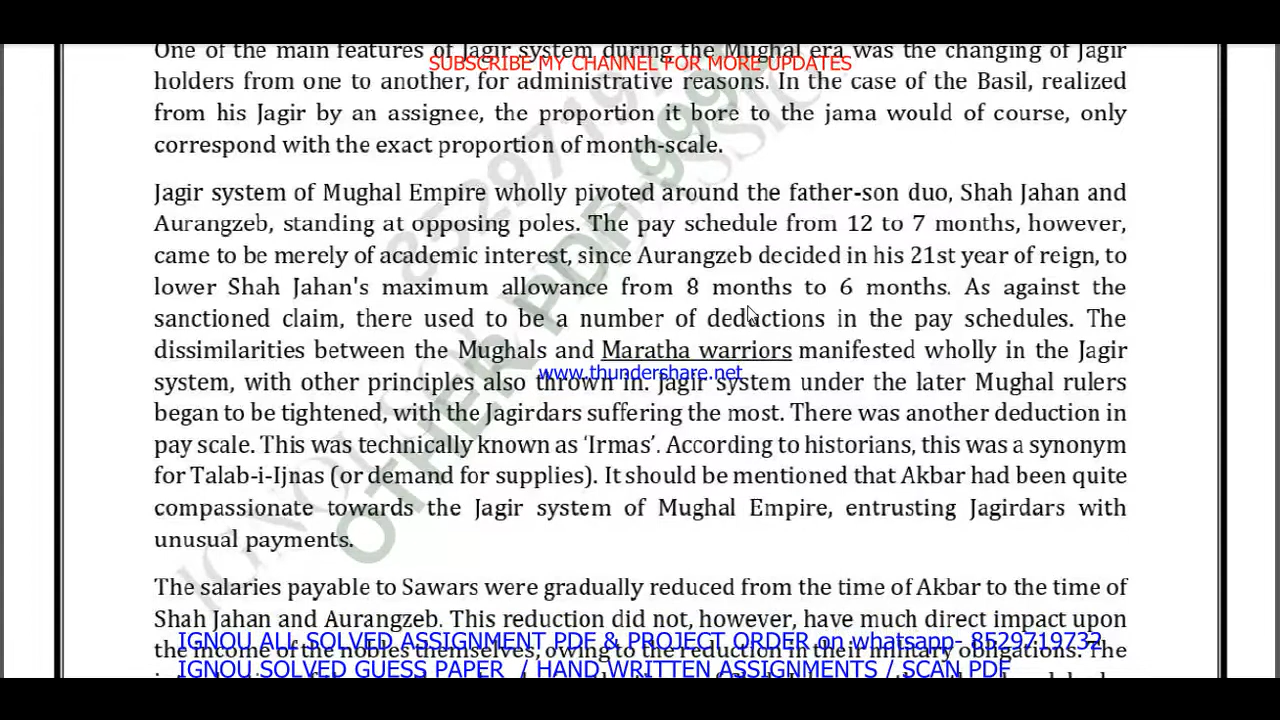 One of the main features of Jagir system during the Mughal era was the changing of Jagir
SUBSCRIBE MY CHANNEL FOR MORE UPDATES
holders from one to another, for administrative reasons. In the case of the Basil, realized
from his Jagir by an assignee, the proportion it bore to the jama would of course, only
correspond with the exact proportion of month-scale.
Jagir system of Mughal Empire wholly pivoted around the father-son duo, Shah Jahan and
Aurangzeb, standing at opposing poles. The pay schedule from 12 to 7 months, however,
came to be merely of academic interest, since Aurangzeb decided in his 21st year of reign, to
lower Shah Jahan's maximum allowance from 8 months to 6 months. As against the
sanctioned claim, there used to be a number of deductions in the pay schedules. The
dissimilarities between the Mughals and Maratha warriors manifested wholly in the Jagir
www.thundershare.net
system, with other principles also thrown in. Jagir system under the later Mughal rulers
began to be tightened, with the Jagirdars suffering the most. There was another deduction in
pay scale. This was technically known as ‘Irmas’. According to historians, this was a synonym
for Talab-i-Ijnas (or demand for supplies). It should be mentioned that Akbar had been quite
compassionate towards the Jagir system of Mughal Empire, entrusting Jagirdars with
unusual payments.
The salaries payable to Sawars were gradually reduced from the time of Akbar to the time of
Shah Jahan and Aurangzeb. This reduction did not, however, have much direct impact upon
IGNOU ALL SOLVED ASSIGNMENT PDF & PROJECT ORDER on whatsapp- 8529719732
the income of the nobles themselves, owing to the reduction in their military obligations. The
IGNOU SOLVED GUESS PAPER / HAND WRITTEN ASSIGNMENTS / SCAN PDF